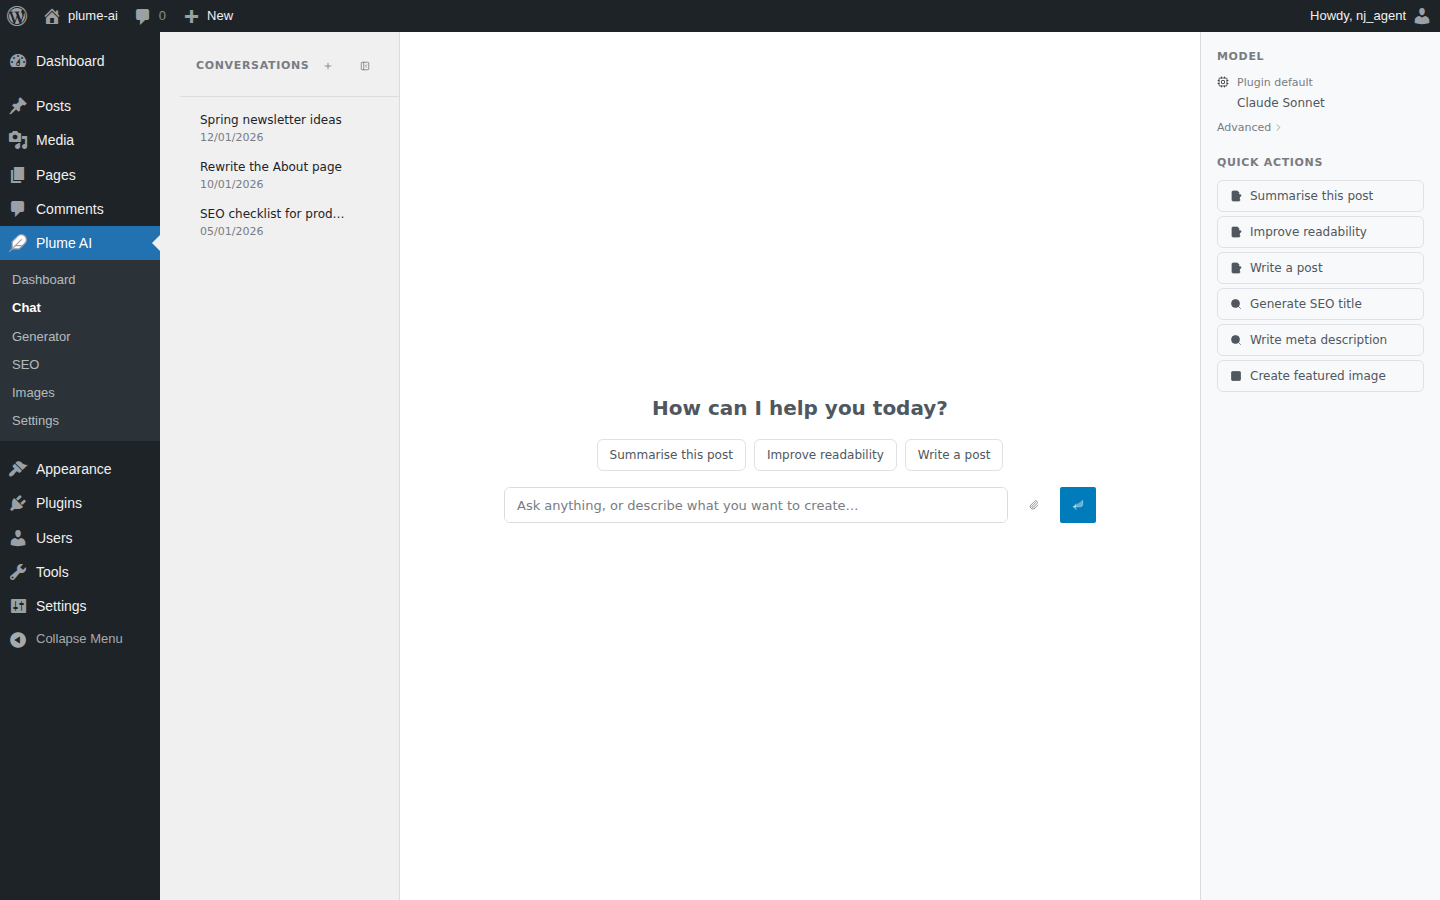 plume-ai
0
New
Howdy, nj_agent
Dashboard
Posts
Media
Pages
Comments
Plume AI
Dashboard
Chat
Generator
SEO
Images
Settings
Appearance
Plugins
Users
Tools
Settings
Collapse Menu
CONVERSATIONS
Spring newsletter ideas
12/01/2026
Rewrite the About page
10/01/2026
SEO checklist for prod…
05/01/2026
How can I help you today?
Summarise this post
Improve readability
Write a post
Ask anything, or describe what you want to create…
MODEL
Plugin default
Claude Sonnet
Advanced
QUICK ACTIONS
Summarise this post
Improve readability
Write a post
Generate SEO title
Write meta description
Create featured image